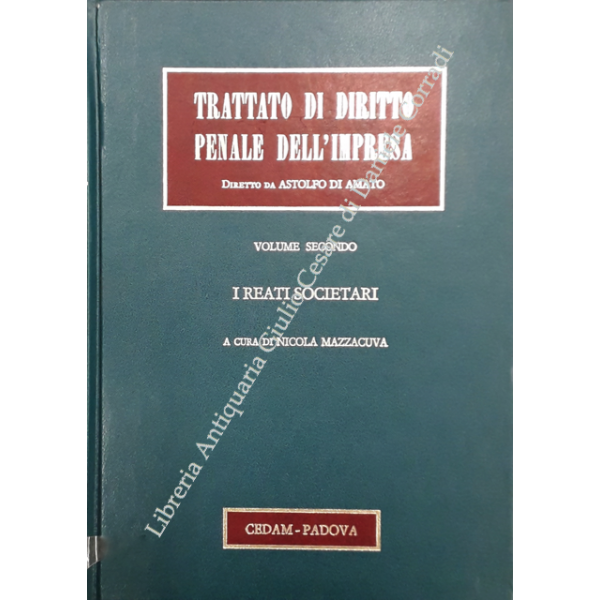 TRATTATO DI DIRITTO
PENALE DELL'IMPRESA
DIRETTO DA ASTOLFO DI AMATO
VOLUME SECONDO
I REATI SOCIETARI
A CURA DI NICOLA MAZZACUVA
CEDAM - PADOVA
Libreria Antiquaria Giulio Cesare di Daniele Corradi